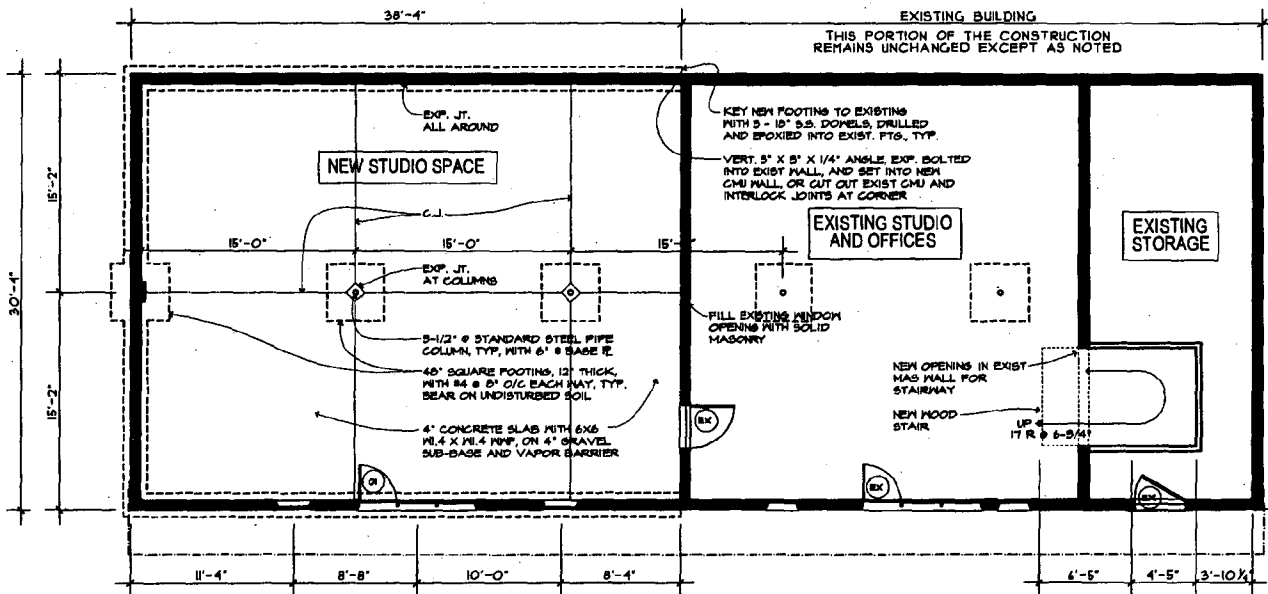 38'-4"
EXISTING BUILDING
THIS PORTION OF THE CONSTRUCTION
REMAINS UNCHANGED EXCEPT AS NOTED
EXP. JT.
ALL AROUND
KEY NEW FOOTING TO EXISTING
WITH 3 - 18" S.S. DOWELS, DRILLED
AND EPOXIED INTO EXIST. FTG., TYP.
NEW STUDIO SPACE
VERT. 3" X 3" X 1/4" ANGLE, EXP. BOLTED
INTO EXIST WALL, AND SET INTO NEW
CMU WALL, OR CUT OUT EXIST CMU AND
INTERLOCK JOINTS AT CORNER
15'-2"
C.J.
EXISTING STUDIO
AND OFFICES
EXISTING
STORAGE
15'-0"
15'-0"
15'-
EXP. JT.
AT COLUMNS
30'-4"
FILL EXISTING WINDOW
OPENING WITH SOLID
MASONRY
3-1/2" Φ STANDARD STEEL PIPE
COLUMN, TYP, WITH 6" Φ BASE PL
48" SQUARE FOOTING, 12" THICK,
WITH #4 @ 8" O/C EACH WAY, TYP.
BEAR ON UNDISTURBED SOIL
NEW OPENING IN EXIST
MAS WALL FOR
STAIRWAY
15'-2"
NEW WOOD
STAIR
UP
17 R @ 6-3/4"
4" CONCRETE SLAB WITH 6X6
W1.4 X W1.4 WWF, ON 4" GRAVEL
SUB-BASE AND VAPOR BARRIER
EX
01
EX
EX
11'-4"
8'-8"
10'-0"
8'-4"
6'-5"
4'-5"
3'-10 1/4"